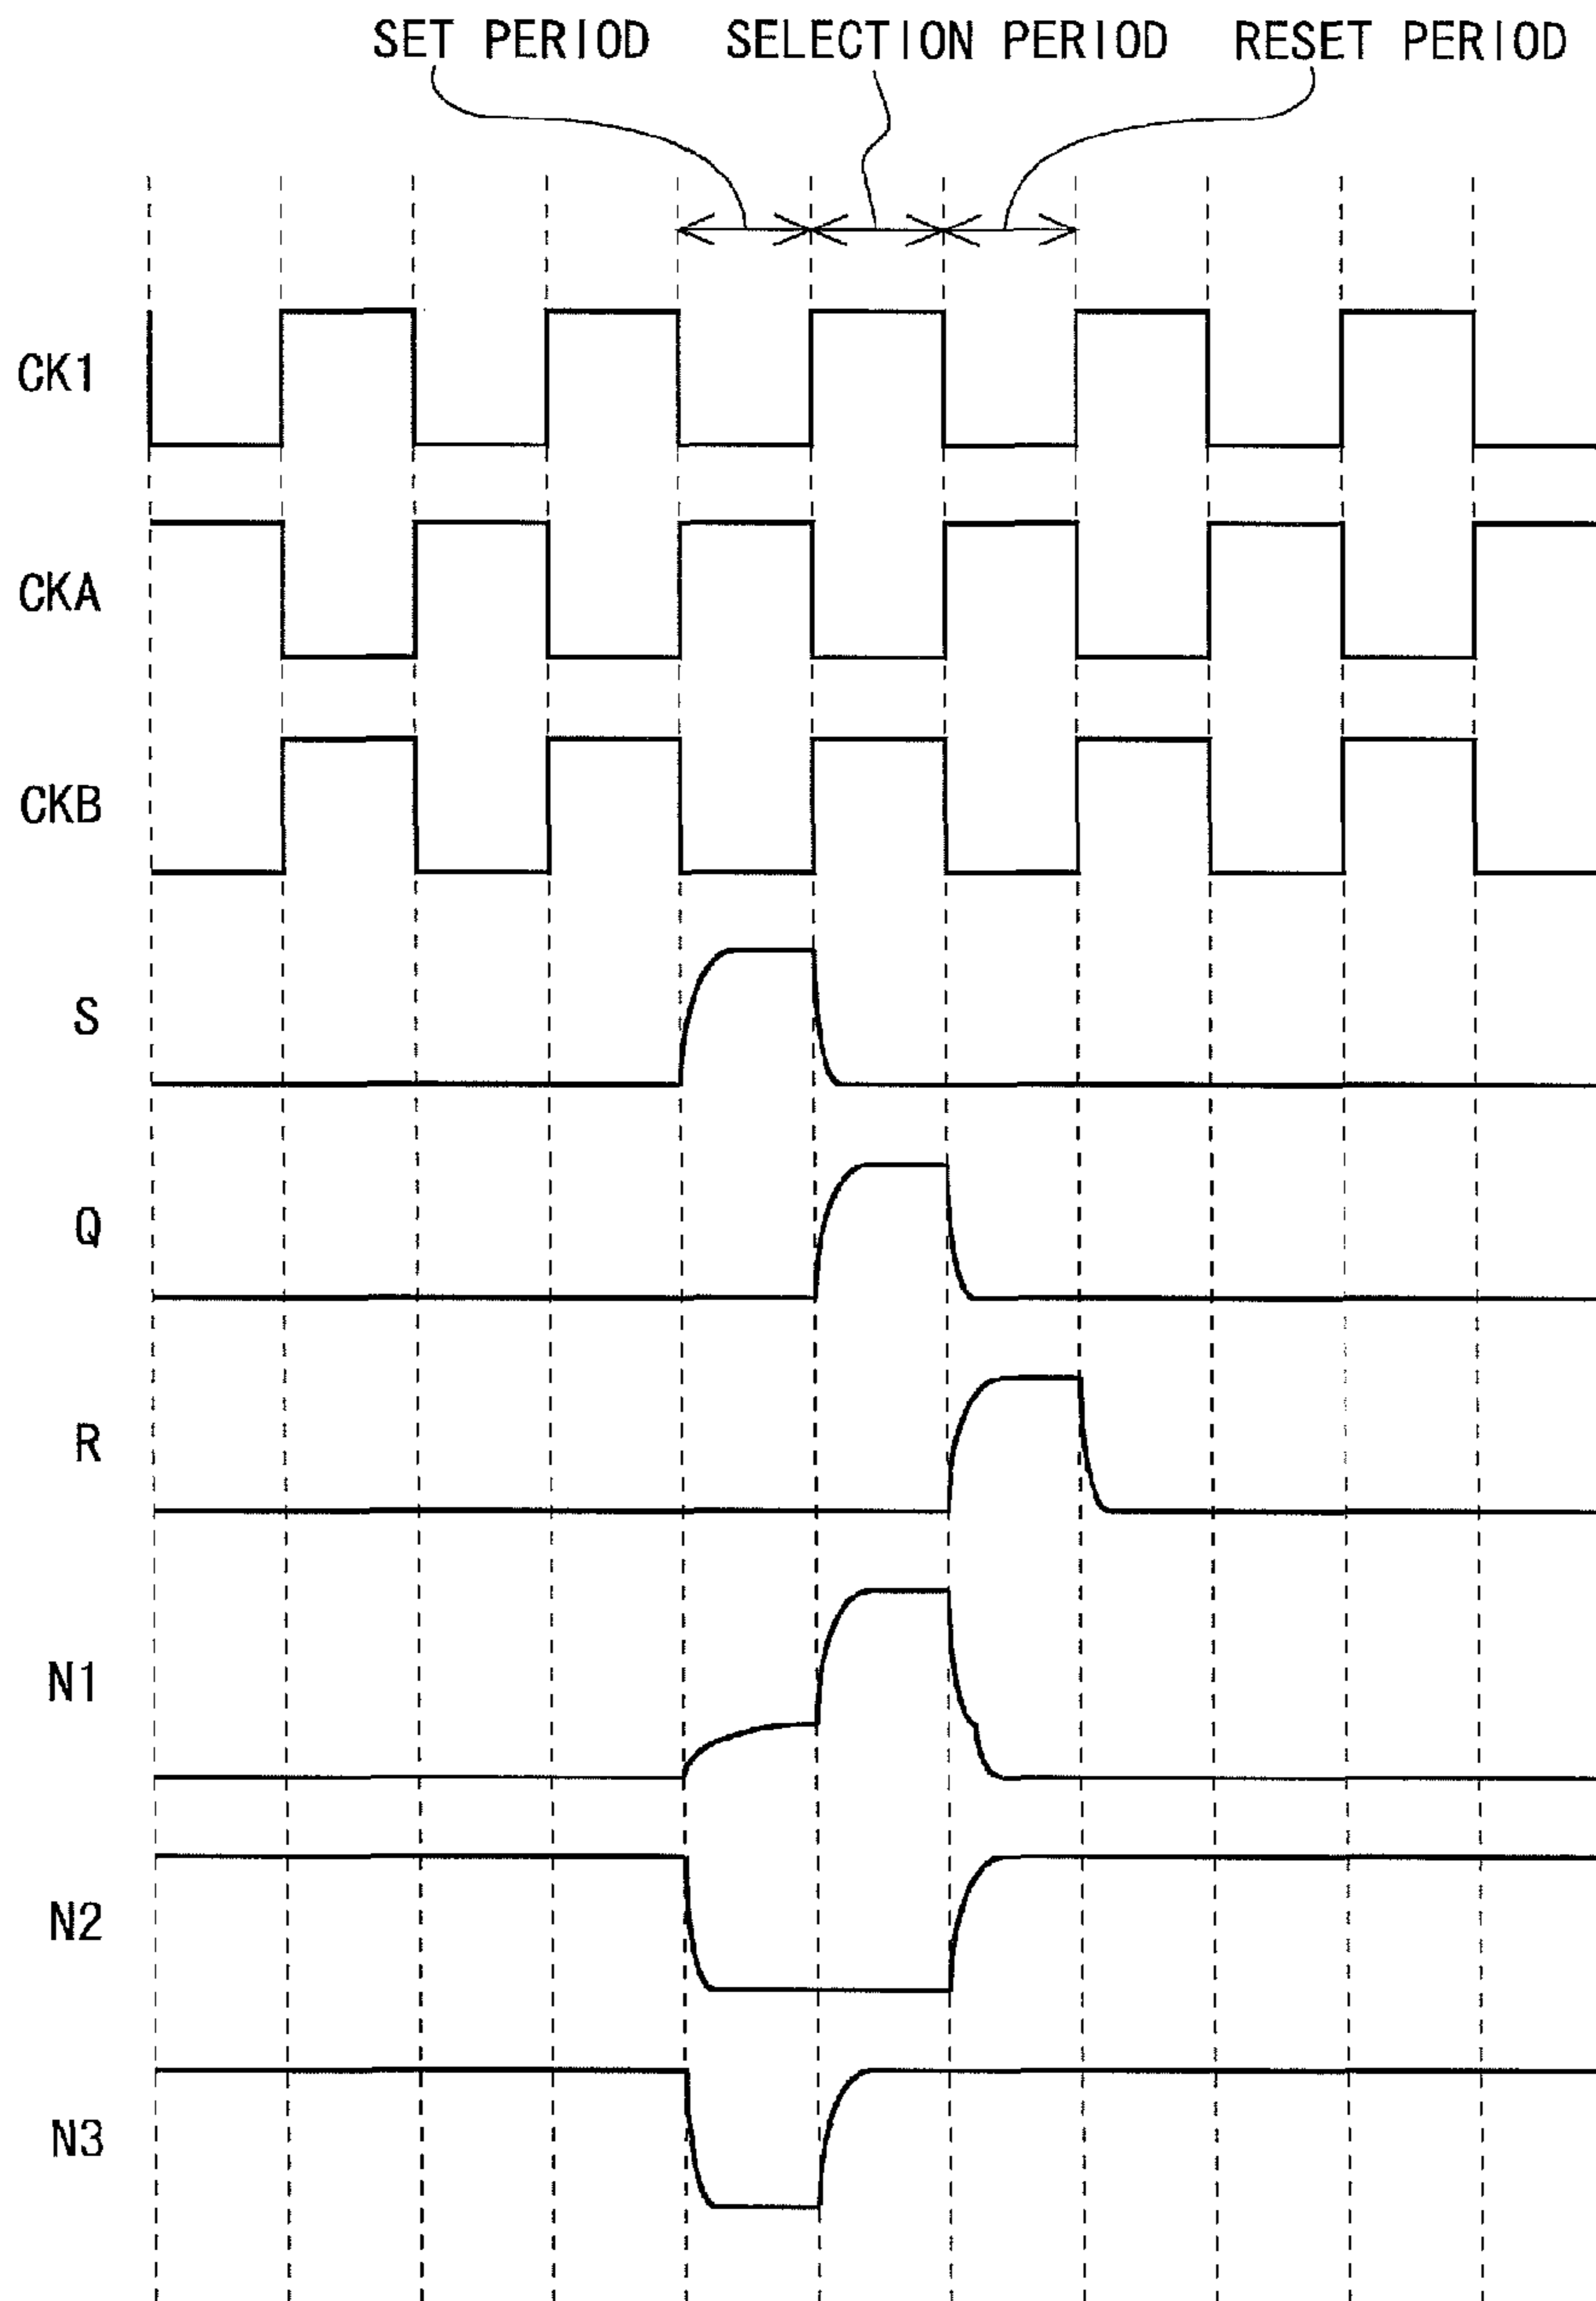 SET PERIOD SELECTION PERIOD RESET PERIOD
CK1
CKA
CKB
S
Q
R
N1
N2
N3